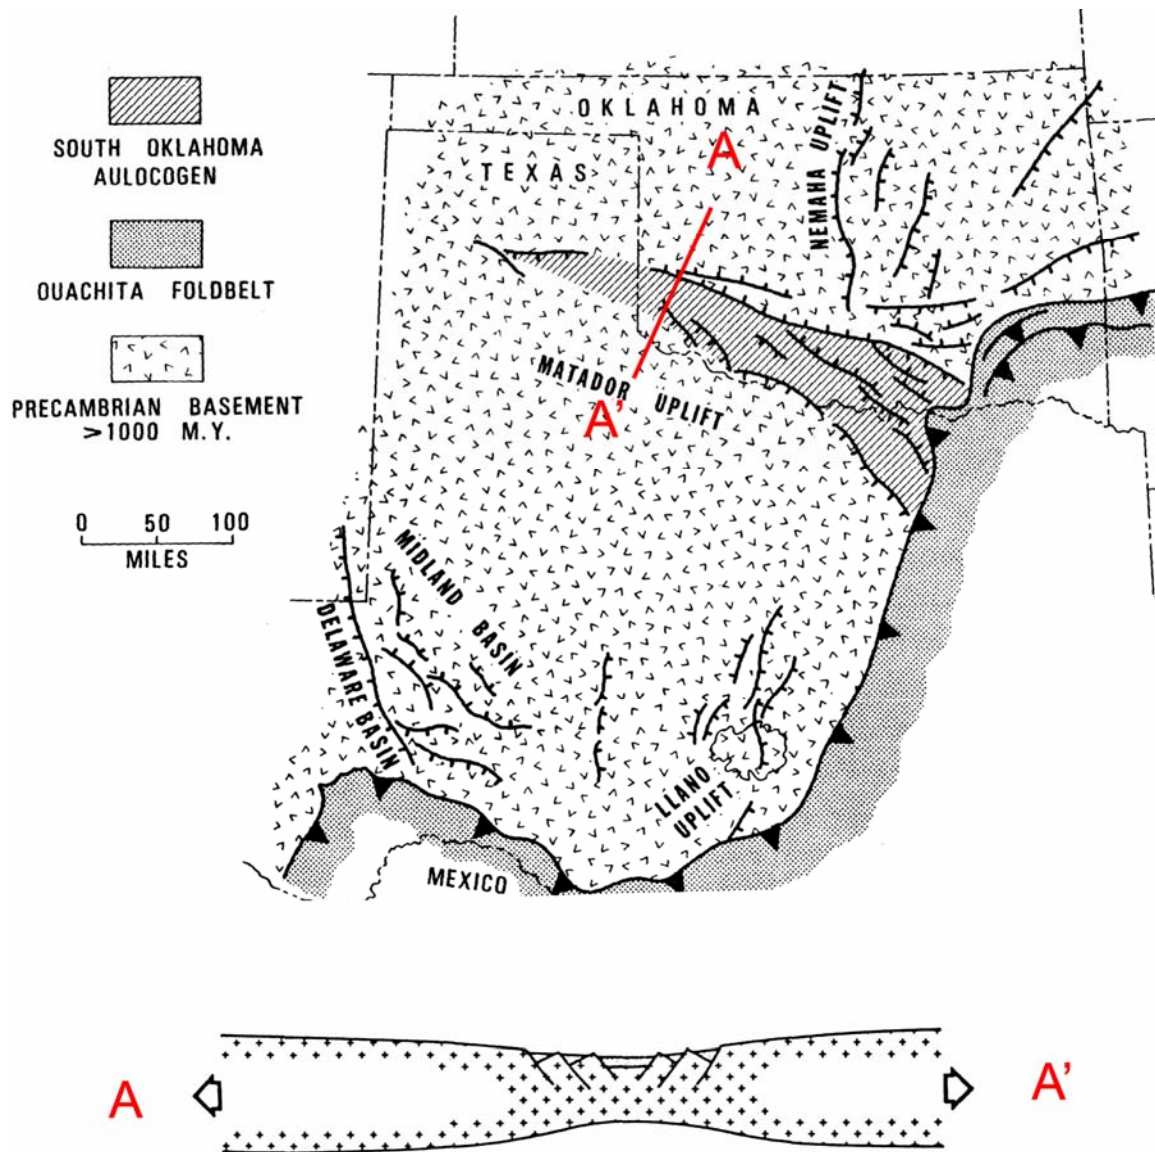 SOUTH OKLAHOMA
AULOCOGEN
OUACHITA FOLDBELT
PRECAMBRIAN BASEMENT
>1000 M.Y.
0 50 100
MILES
OKLAHOMA
TEXAS
A
NEMAHA UPLIFT
MATADOR UPLIFT
A'
MIDLAND BASIN
DELAWARE BASIN
LLANO
UPLIFT
MEXICO
A
A'